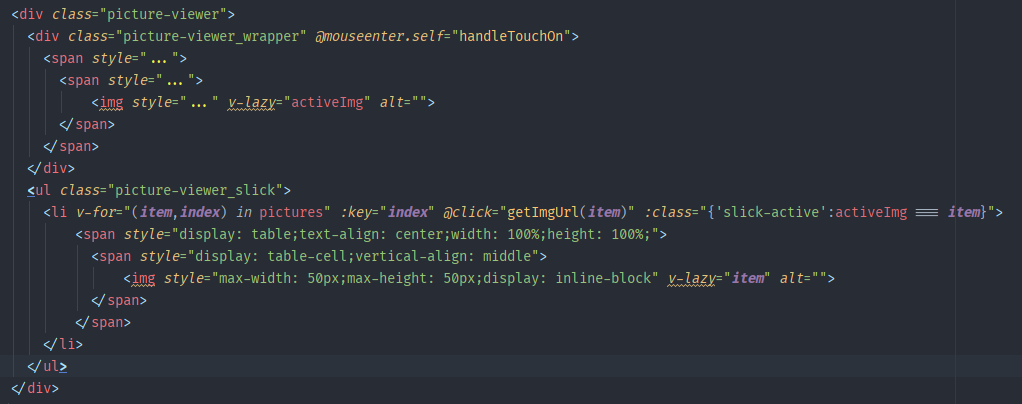 <div class="picture-viewer">
<div class="picture-viewer_wrapper" @mouseenter.self="handleTouchOn">
<span style="...">
<span style="...">
<img style="..." v-lazy="activeImg" alt="">
</span>
</span>
</div>
<ul class="picture-viewer_slick">
<li v-for="(item,index) in pictures" :key="index" @click="getImgUrl(item)" :class="{'slick-active':activeImg === item}">
<span style="display: table;text-align: center;width: 100%;height: 100%;">
<span style="display: table-cell;vertical-align: middle">
<img style="max-width: 50px;max-height: 50px;display: inline-block" v-lazy="item" alt="">
</span>
</span>
</li>
</ul>
</div>